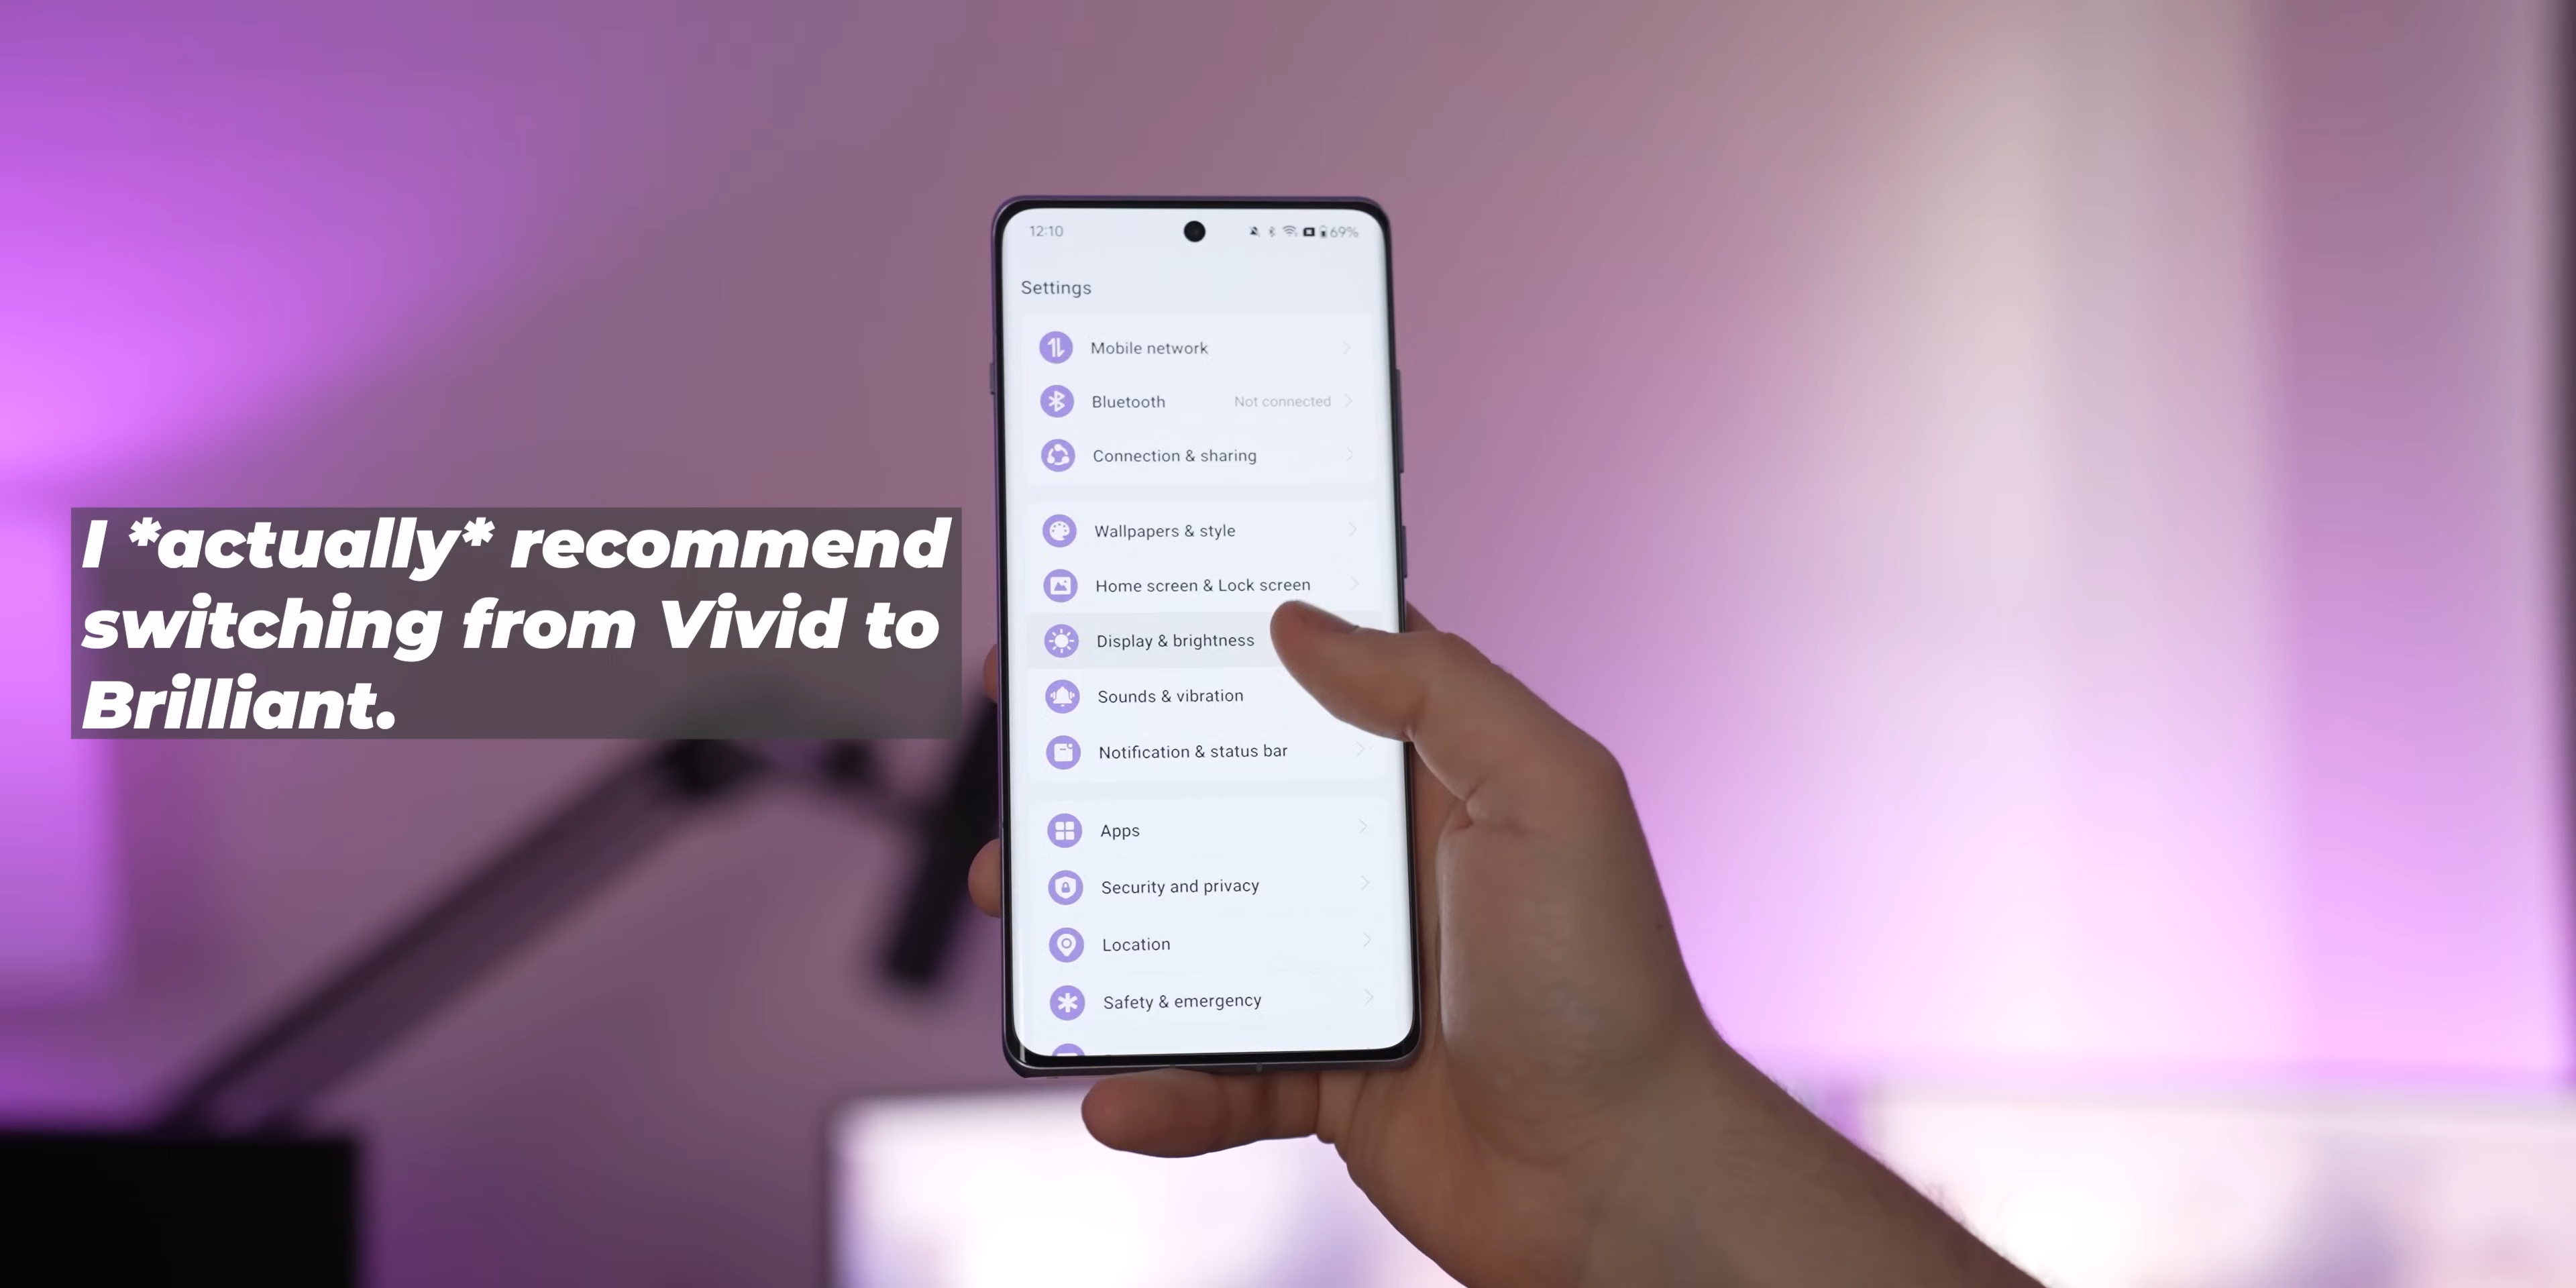 I *actually* recommend
switching from Vivid to
Brilliant.
12:10
69%
Settings
Mobile network
Bluetooth Not connected
Connection & sharing
Wallpapers & style
Home screen & Lock screen
Display & brightness
Sounds & vibration
Notification & status bar
Apps
Security and privacy
Location
Safety & emergency